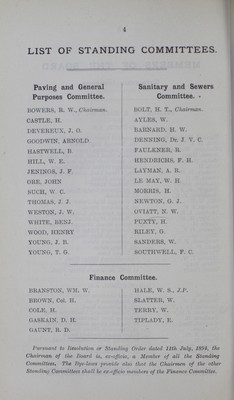 4
LIST OF STANDING COMMITTEES.
Paving and General
Purposes Committee.
BOWERS, R. W., Chairman.
CASTLE, H.
DEVEREUX, J. O.
GOODWIN, ARNOLD.
HASTWELL, B.
HILL, W. E.
JENINGS, J. F.
ORE, JOHN
SUCH, W. C.
THOMAS, J. J.
WESTON, J. W.
WHITE, BENJ.
WOOD, HENRY
YOUNG, J. B.
YOUNG, T. G.
Sanitary and Sewers
Committee.
BOLT, H. T., Chairman.
AYLES, W.
BARNARD, H. W.
DENNING, Dr. J. V. C.
FAULKNER, R.
HENDRICHS, F. H.
LAYMAN, A. R.
LE MAY, W. H.
MORRIS, H.
NEWTON, G. J.
OVIATT, N. W.
PUXTY, H.
RILEY, G.
SANDERS, W.
SOUTHWELL, F. C.
Finance Committee.
BRANSTON, WM. W.
BROWN, Col. H.
COLE, H.
GASKAIN, D. H.
GAUNT, R. D.
HALE, W. S., J.P.
SLATTER, W.
TERRY, W.
TIPLADY, E.
Pursuant to Resolution or Standing Order dated 11th July, 1894, the
Chairman of the Board is, ex-officio, a Member of all the Standing
Committees, The Bye-laws provide also that the Chairmen of the other
Standing Committees shall be ex-officio members of the Finance Committee.